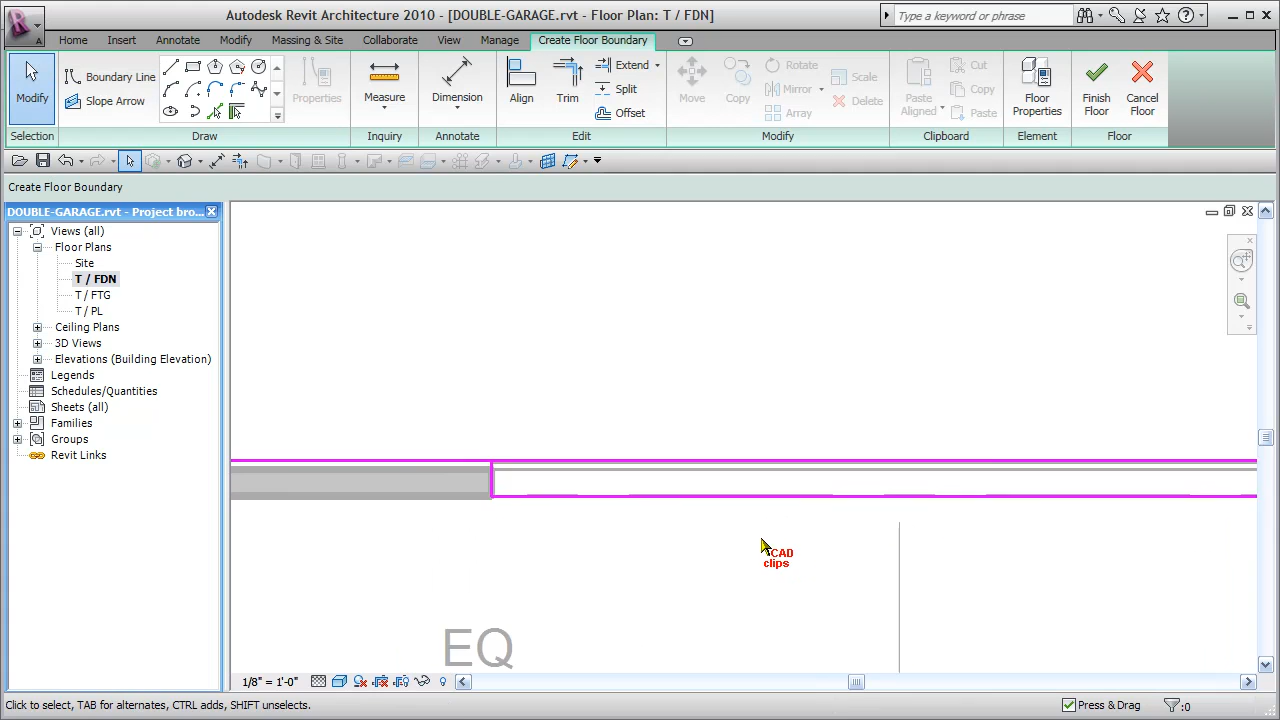 Autodesk Revit Architecture 2010 - [DOUBLE-GARAGE.rvt - Floor Plan: T / FDN]
Type a keyword or phrase
Home Insert Annotate Modify Massing & Site Collaborate View Manage Create Floor Boundary
Modify
Boundary Line
Slope Arrow
Properties
Measure
Dimension
Align
Trim
Extend
Split
Offset
Move
Copy
Rotate
Mirror
Array
Scale
Delete
Paste
Aligned
Cut
Copy
Paste
Floor
Properties
Finish
Floor
Cancel
Floor
Selection Draw Inquiry Annotate Edit Modify Clipboard Element Floor
Create Floor Boundary
DOUBLE-GARAGE.rvt - Project bro...
Views (all)
Floor Plans
Site
T / FDN
T / FTG
T / PL
Ceiling Plans
3D Views
Elevations (Building Elevation)
Legends
Schedules/Quantities
Sheets (all)
Families
Groups
Revit Links
CAD
clips
EQ
1/8" = 1'-0"
Click to select, TAB for alternates, CTRL adds, SHIFT unselects.
Press & Drag
:0